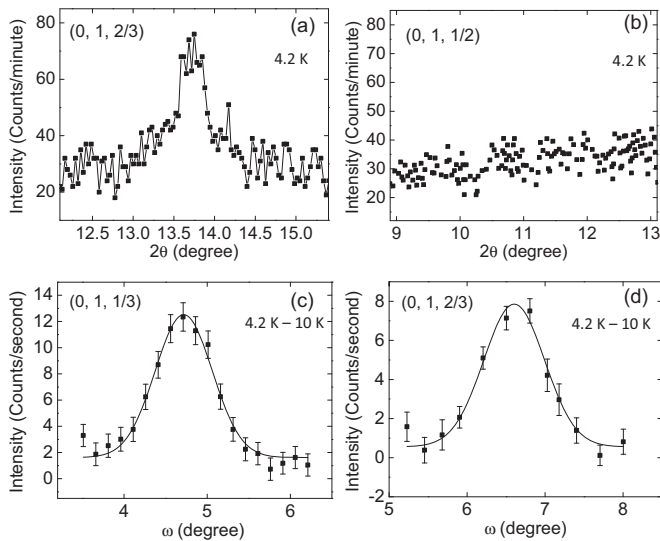 (0, 1, 2/3)
(a)
4.2 K
80
60
40
20
12.5 13.0 13.5 14.0 14.5 15.0
2θ (degree)
Intensity (Counts/minute)
(0, 1, 1/2)
(b)
4.2 K
80
70
60
50
40
30
20
9 10 11 12 13
2θ (degree)
Intensity (Counts/minute)
(0, 1, 1/3)
(c)
4.2 K – 10 K
14
12
10
8
6
4
2
0
4 5 6
ω (degree)
Intensity (Counts/second)
(0, 1, 2/3)
(d)
4.2 K – 10 K
8
6
4
2
0
-2
5 6 7 8
ω (degree)
Intensity (Counts/second)